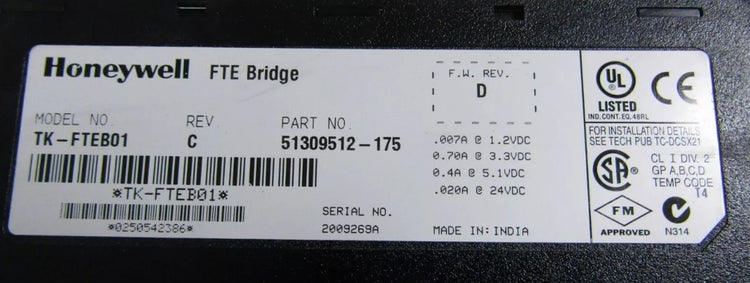 Honeywell FTE Bridge
F.W. REV.
D
MODEL NO. REV PART NO.
TK-FTEB01 C 51309512-175
*TK-FTEB01*
*0250542386*
SERIAL NO.
2009269A
.007A @ 1.2VDC
0.70A @ 3.3VDC
0.4A @ 5.1VDC
.020A @ 24VDC
MADE IN: INDIA
UL
LISTED
IND.CONT.EQ.48RL
CE
FOR INSTALLATION DETAILS
SEE TECH PUB TC-DCSX21
SA
CL I DIV. 2
GP A,B,C,D
TEMP CODE
T4
FM
APPROVED
N314